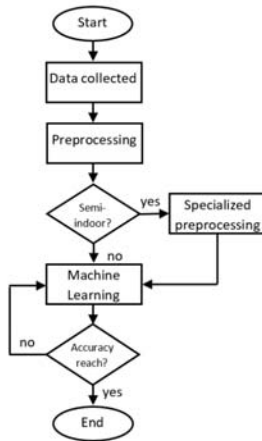 Start
Data collected
Preprocessing
Semi-
indoor?
yes
Specialized
preprocessing
no
Machine
Learning
no
Accuracy
reach?
yes
End